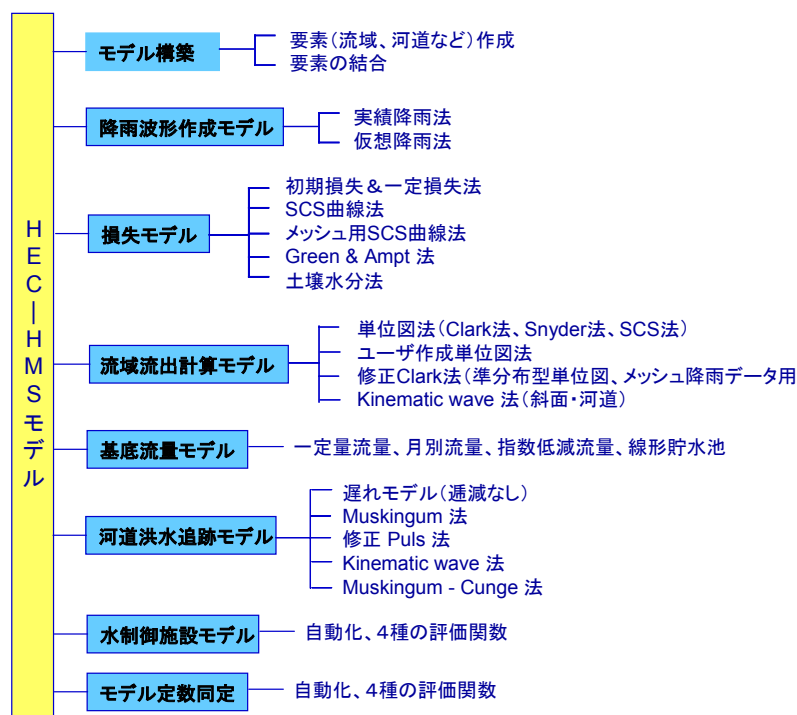 HEC|HMSモデル
モデル構築
要素(流域、河道など)作成
要素の結合
降雨波形作成モデル
実績降雨法
仮想降雨法
損失モデル
初期損失&一定損失法
SCS曲線法
メッシュ用SCS曲線法
Green & Ampt 法
土壌水分法
流域流出計算モデル
単位図法(Clark法、Snyder法、SCS法)
ユーザ作成単位図法
修正Clark法(準分布型単位図、メッシュ降雨データ用
Kinematic wave 法(斜面・河道)
基底流量モデル
一定量流量、月別流量、指数低減流量、線形貯水池
河道洪水追跡モデル
遅れモデル(逓減なし)
Muskingum 法
修正 Puls 法
Kinematic wave 法
Muskingum - Cunge 法
水制御施設モデル
自動化、4種の評価関数
モデル定数同定
自動化、4種の評価関数